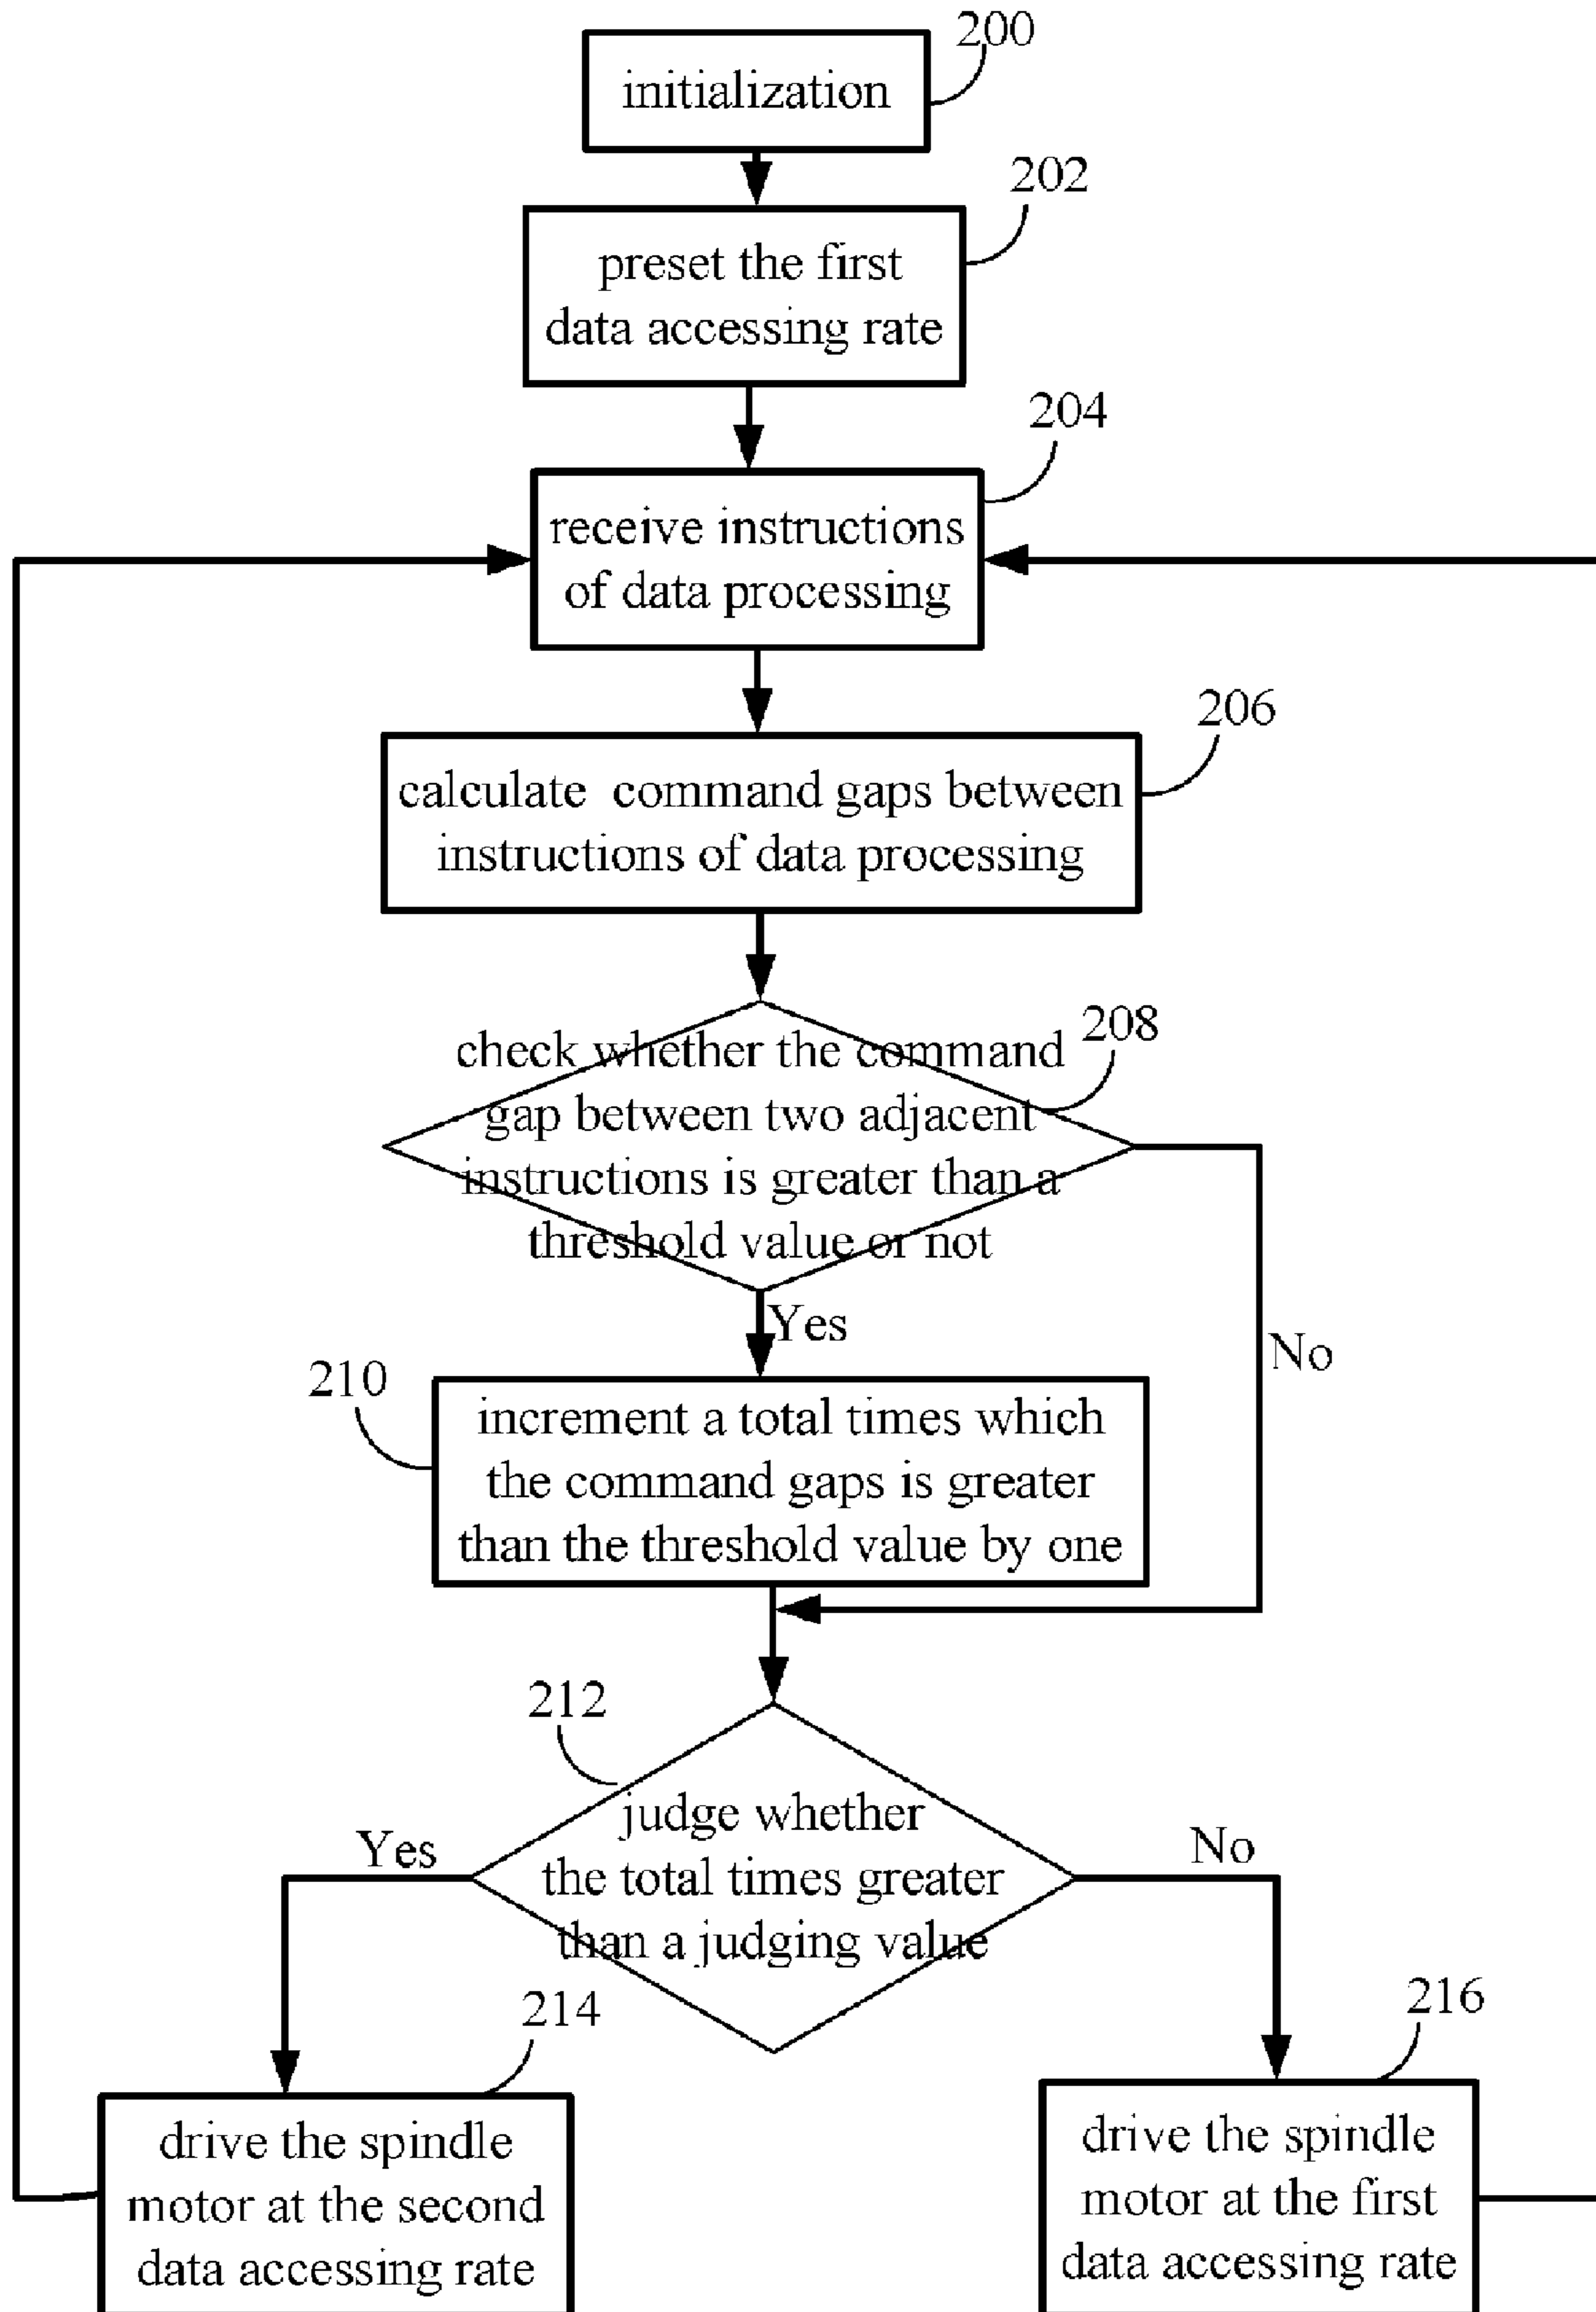 200
initialization
202
preset the first
data accessing rate
204
receive instructions
of data processing
206
calculate command gaps between
instructions of data processing
208
check whether the command
gap between two adjacent
instructions is greater than a
threshold value or not
Yes
No
210
increment a total times which
the command gaps is greater
than the threshold value by one
212
judge whether
the total times greater
than a judging value
Yes
No
214
drive the spindle
motor at the second
data accessing rate
216
drive the spindle
motor at the first
data accessing rate